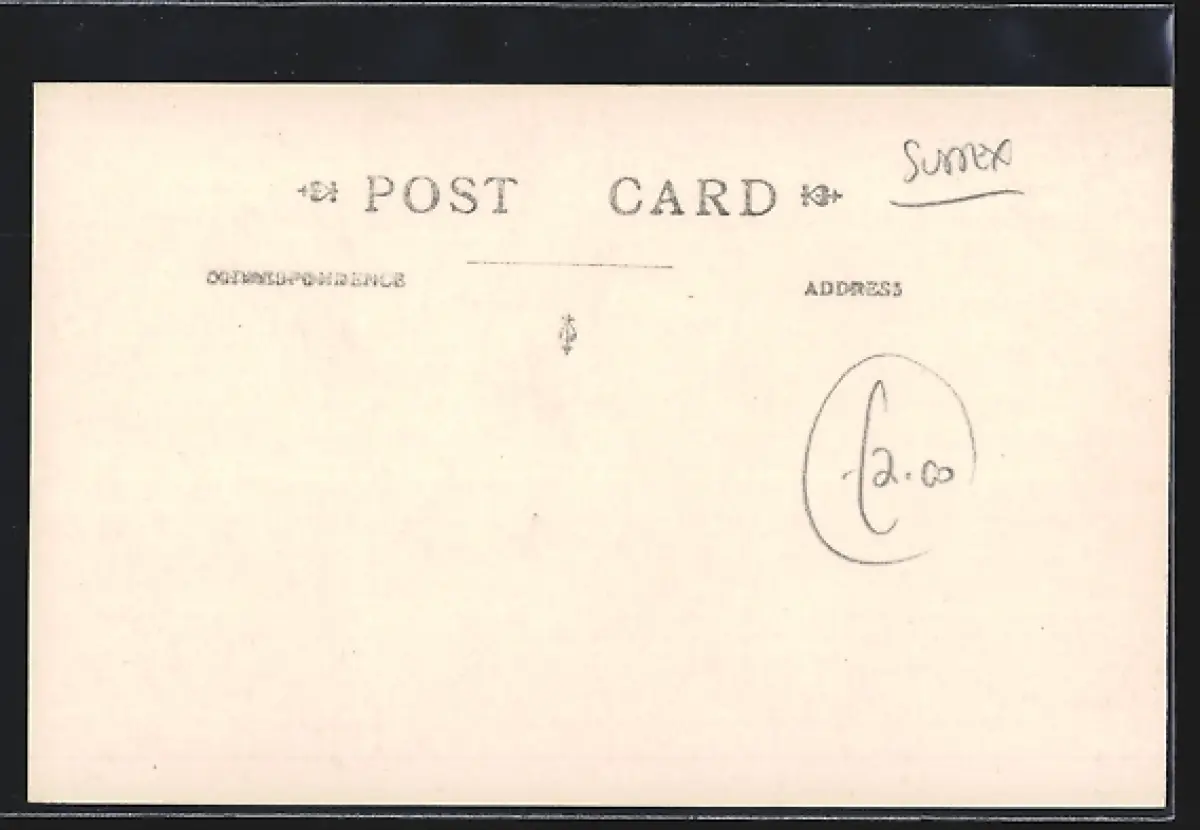 SUSSEX
POST CARD
CORRESPONDENCE
ADDRESS
£2.00